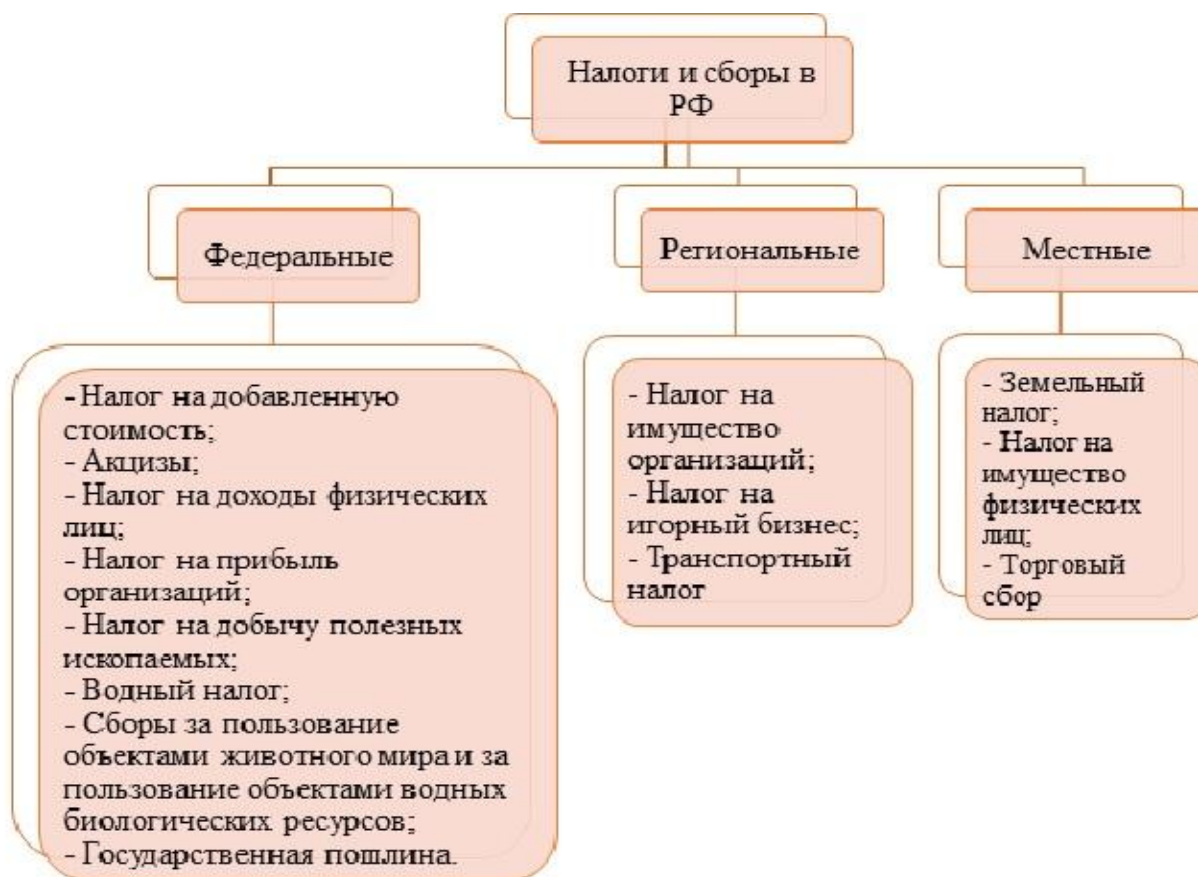 Налоги и сборы в
РФ
Федеральные
Региональные
Местные
- Налог на добавленную
стоимость;
- Акцизы;
- Налог на доходы физических
лиц;
- Налог на прибыль
организаций;
- Налог на добычу полезных
ископаемых;
- Водный налог;
- Сборы за пользование
объектами животного мира и за
пользование объектами водных
биологических ресурсов;
- Государственная пошлина.
- Налог на
имущество
организаций;
- Налог на
игорный бизнес;
- Транспортный
налог
- Земельный
налог;
- Налог на
имущество
физических
лиц;
- Торговый
сбор